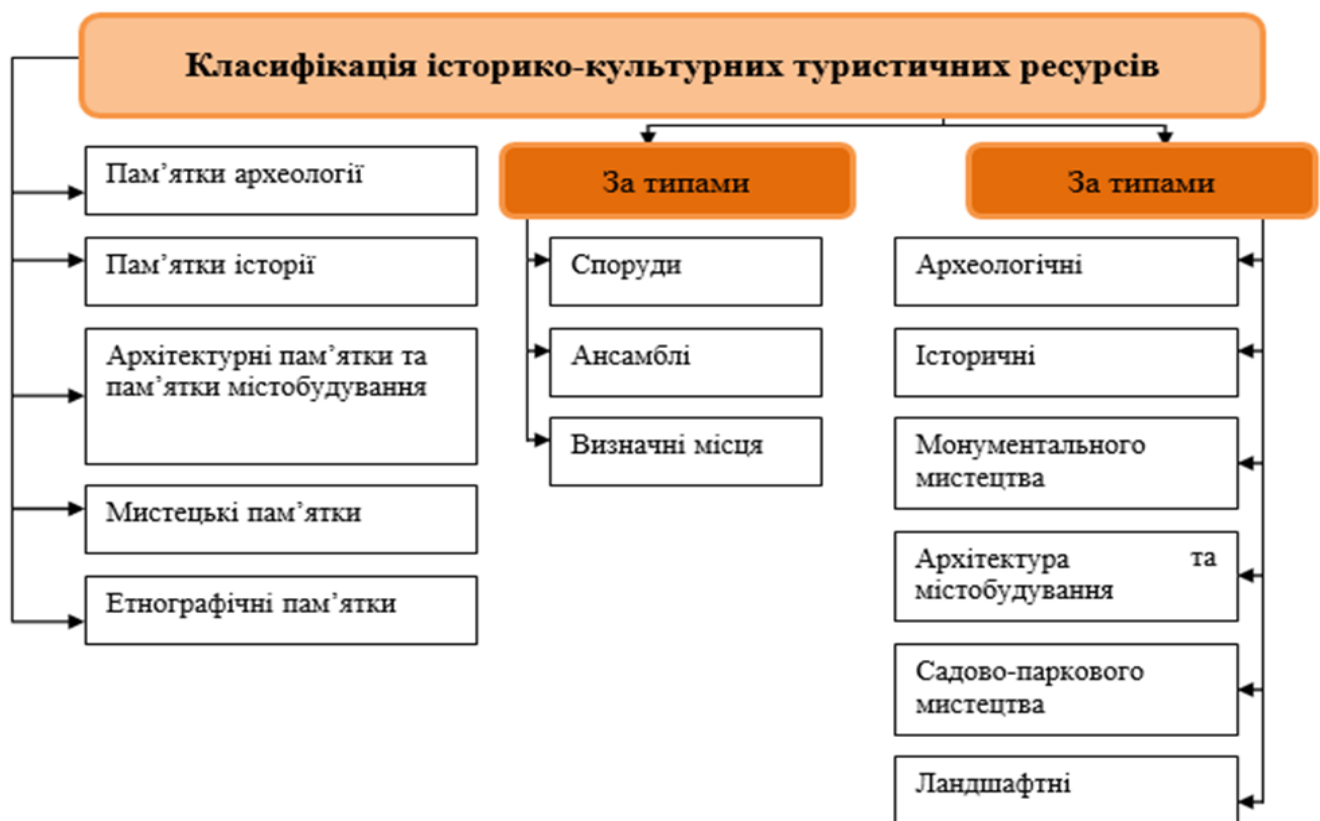 Класифікація історико-культурних туристичних ресурсів
Пам’ятки археології
Пам’ятки історії
Архітектурні пам’ятки та
пам’ятки містобудування
Мистецькі пам’ятки
Етнографічні пам’ятки
За типами
Споруди
Ансамблі
Визначні місця
За типами
Археологічні
Історичні
Монументального
мистецтва
Архітектура та
містобудування
Садово-паркового
мистецтва
Ландшафтні